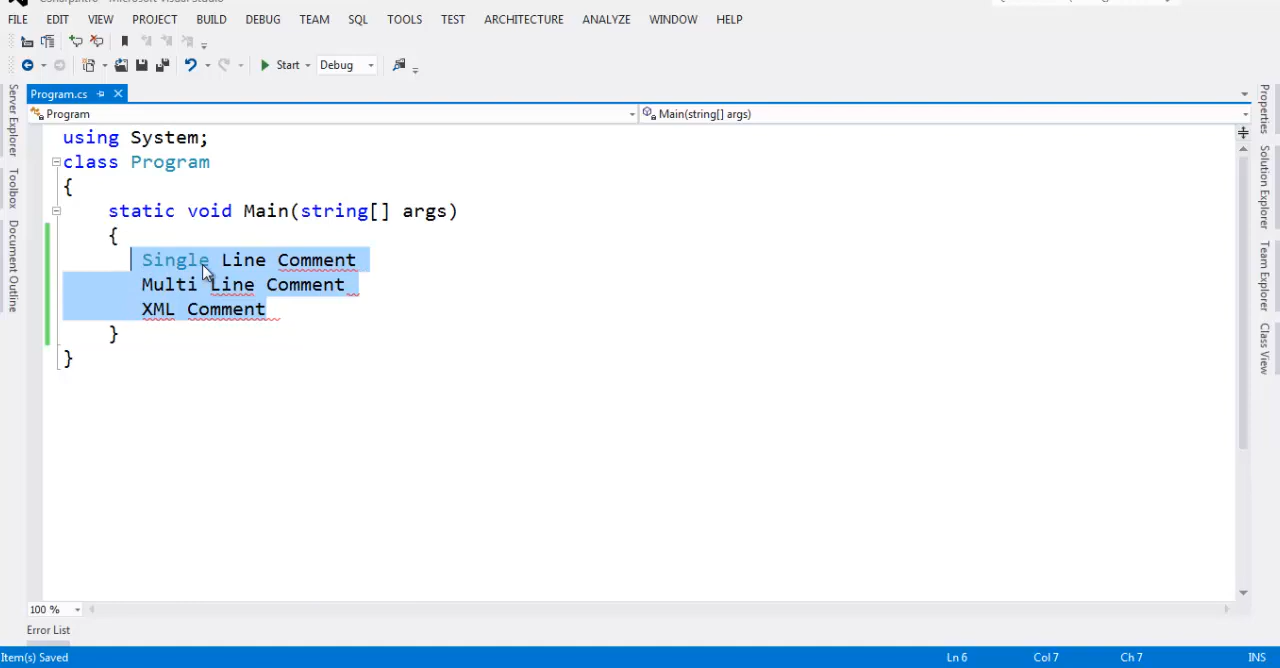 FILE EDIT VIEW PROJECT BUILD DEBUG TEAM SQL TOOLS TEST ARCHITECTURE ANALYZE WINDOW HELP
Start Debug
Program.cs
Program Main(string[] args)
using System;
class Program
{
static void Main(string[] args)
{
Single Line Comment
Multi Line Comment
XML Comment
}
}
Server Explorer
Toolbox
Document Outline
Properties
Solution Explorer
Team Explorer
Class View
100 %
Error List
Item(s) Saved Ln 6 Col 7 Ch 7 INS